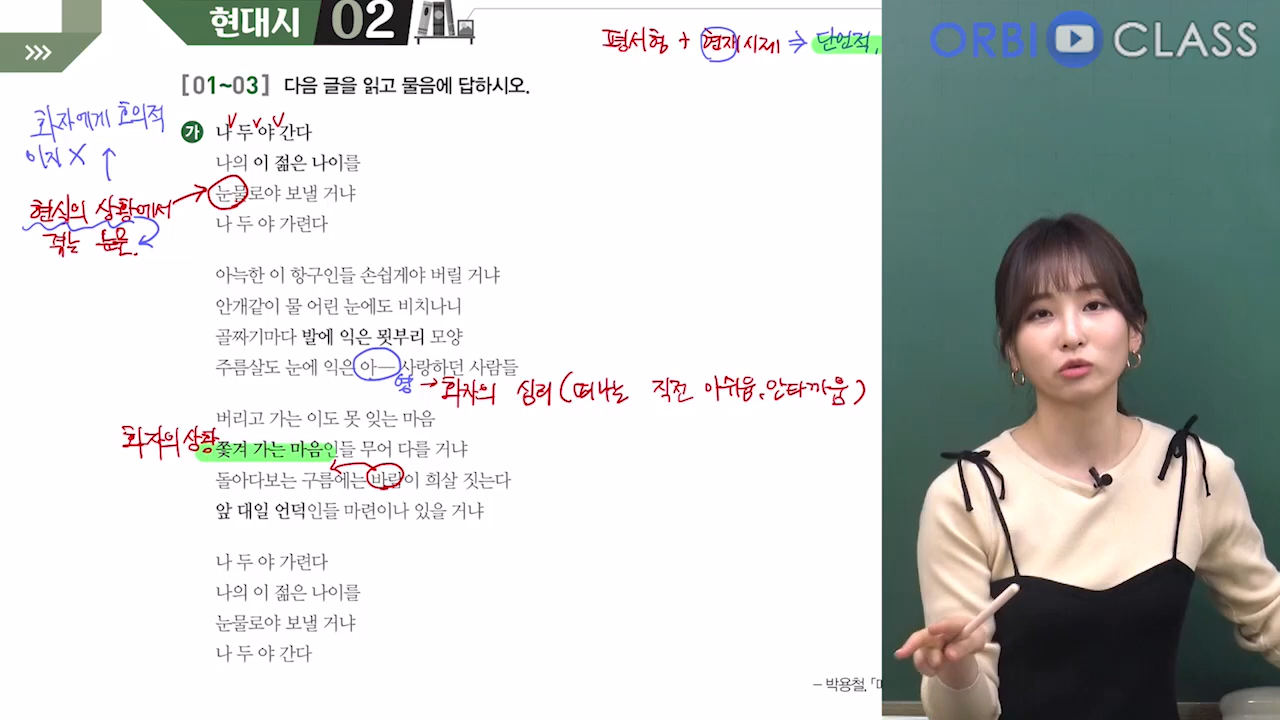 현대시 02
평서형 + 현재시제 ⇒ 단언적,
ORBI CLASS
[01~03] 다음 글을 읽고 물음에 답하시오.
화자에게 호의적
이지 X
가 나 두 야 간다
나의 이 젊은 나이를
눈물로야 보낼 거냐
현실의 상황에서
겪는 눈물.
나 두 야 가련다
아늑한 이 항구인들 손쉽게야 버릴 거냐
안개같이 물 어린 눈에도 비치나니
골짜기마다 발에 익은 묏부리 모양
주름살도 눈에 익은 아— 사랑하던 사람들
영 → 화자의 심리 (떠나는 직전 아쉬움, 안타까움)
버리고 가는 이도 못 잊는 마음
화자의 상황
쫓겨 가는 마음인들 무어 다를 거냐
돌아다보는 구름에는 바람이 희살 짓는다
앞 대일 언덕인들 마련이나 있을 거냐
나 두 야 가련다
나의 이 젊은 나이를
눈물로야 보낼 거냐
나 두 야 간다
– 박용철, 「